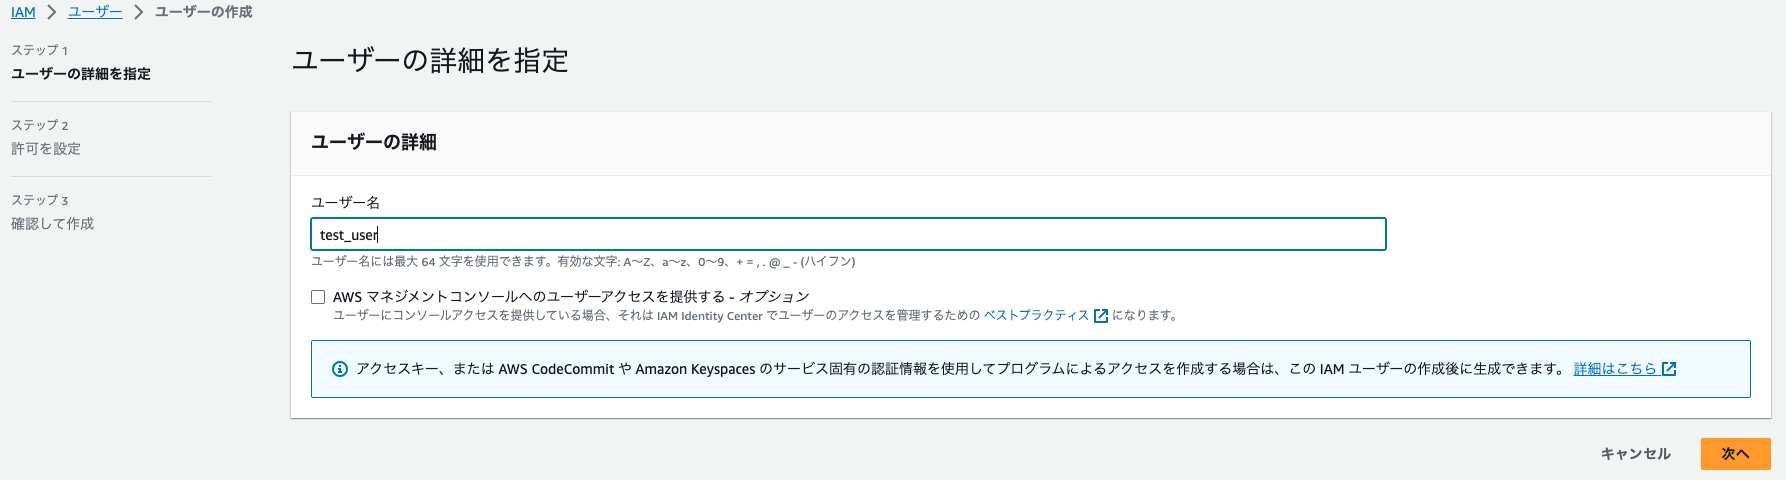 IAM > ユーザー > ユーザーの作成
ステップ 1
ユーザーの詳細を指定
ステップ 2
許可を設定
ステップ 3
確認して作成
ユーザーの詳細を指定
ユーザーの詳細
ユーザー名
test_user
ユーザー名には最大 64 文字を使用できます。有効な文字: A～Z、a～z、0～9、+ = , . @ _ - (ハイフン)
AWS マネジメントコンソールへのユーザーアクセスを提供する - オプション
ユーザーにコンソールアクセスを提供している場合、それは IAM Identity Center でユーザーのアクセスを管理するための ベストプラクティス になります。
アクセスキー、または AWS CodeCommit や Amazon Keyspaces のサービス固有の認証情報を使用してプログラムによるアクセスを作成する場合は、この IAM ユーザーの作成後に生成できます。 詳細はこちら
キャンセル 次へ